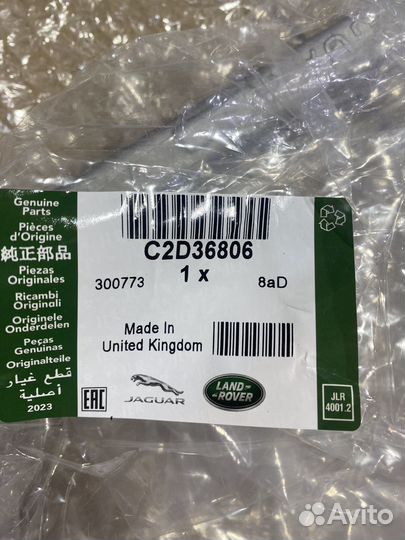 Genuine
Parts
Pièces
d'Origine
純正部品
Piezas
Originales
Ricambi
Originali
Originele
Onderdelen
Peças
Genuinas
Originalteile
قطع غيار
أصلية
2023
C2D36806
1 x
300773
8aD
Made In
United Kingdom
EAC
JAGUAR
LAND-
ROVER
JLR
4001.2
Avito